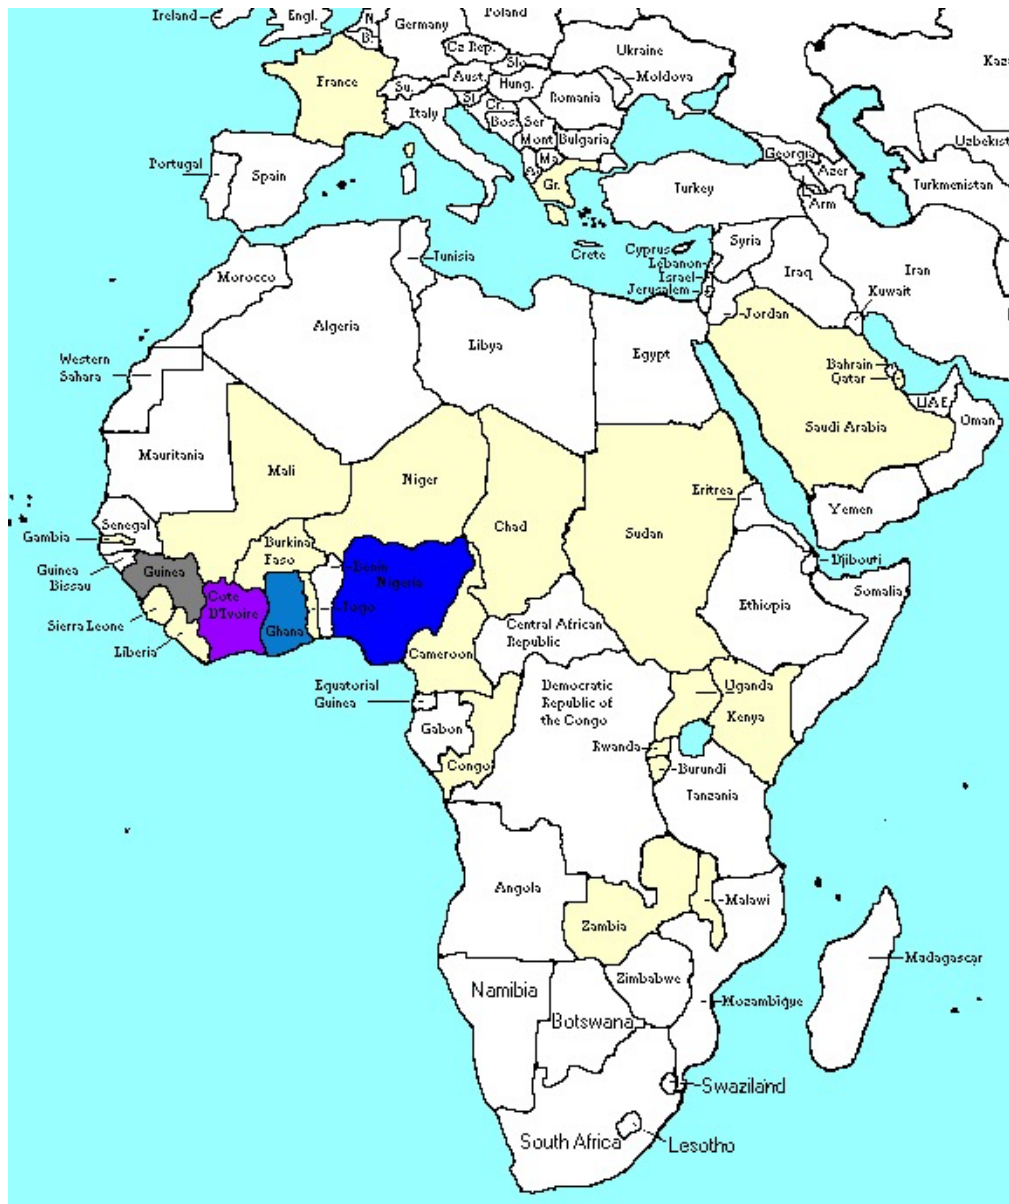 Ireland
Engl.
N.
B.
Germany
Poland
Ukraine
Kaz
Cz Rep.
Slo.
Moldova
France
Su.
Aust.
Hung.
Romania
Italy
Sl.
Cr.
Bos.
Ser
Mont
Bulgaria
Ma
Georgia
Azer
Uzbekist
Portugal
Spain
Gr.
Turkey
Arm
Turkmenistan
Crete
Cyprus
Syria
Lebanon
Israel
Jerusalem
Iraq
Iran
Tunisia
Morocco
Kuwait
Jordan
Algeria
Libya
Egypt
Western
Sahara
Bahrain
Qatar
UAE
Oman
Saudi Arabia
Mauritania
Mali
Niger
Chad
Sudan
Eritrea
Yemen
Senegal
Gambia
Guinea
Bissau
Guinea
Burkina
Faso
Benin
Nigeria
Djibouti
Somalia
Cote
D'Ivoire
Ghana
Togo
Ethiopia
Sierra Leone
Liberia
Central African
Republic
Cameroon
Equatorial
Guinea
Gabon
Congo
Democratic
Republic of
the Congo
Uganda
Kenya
Rwanda
Burundi
Tanzania
Angola
Zambia
Malawi
Madagascar
Namibia
Zimbabwe
Mozambique
Botswana
Swaziland
South Africa
Lesotho